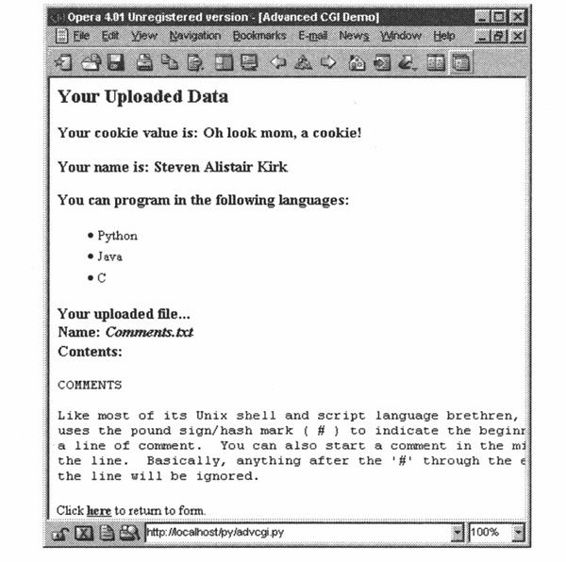 Opera 4.01 Unregistered version - [Advanced CGI Demo]
File Edit View Navigation Bookmarks E-mail News Window Help
Your Uploaded Data
Your cookie value is: Oh look mom, a cookie!
Your name is: Steven Alistair Kirk
You can program in the following languages:
• Python
• Java
• C
Your uploaded file...
Name: Comments.txt
Contents:
COMMENTS
Like most of its Unix shell and script language brethren,
uses the pound sign/hash mark ( # ) to indicate the beginn
a line of comment. You can also start a comment in the mi
the line. Basically, anything after the '#' through the e
the line will be ignored.
Click here to return to form.
http://localhost/py/advcgi.py 100%